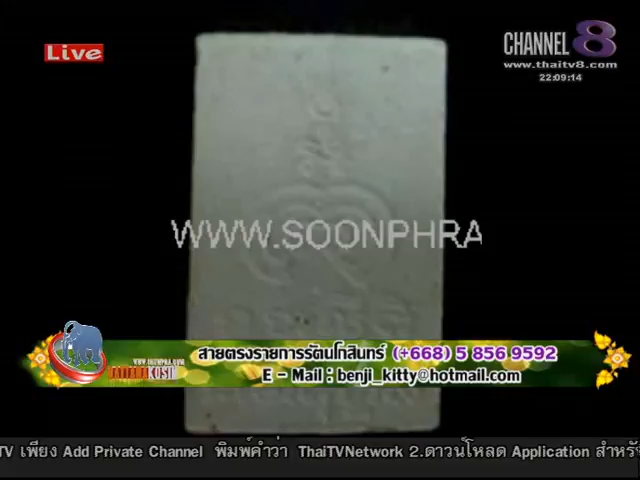 Live
CHANNEL 8
www.thaitv8.com
22:09:14
WWW.SOONPHRA
สายตรงรายการรัตนโกสินทร์ (+668) 5 856 9592
E - Mail : benji_kitty@hotmail.com
TV เพียง Add Private Channel พิมพ์คำว่า ThaiTVNetwork 2.ดาวน์โหลด Application สำหรั